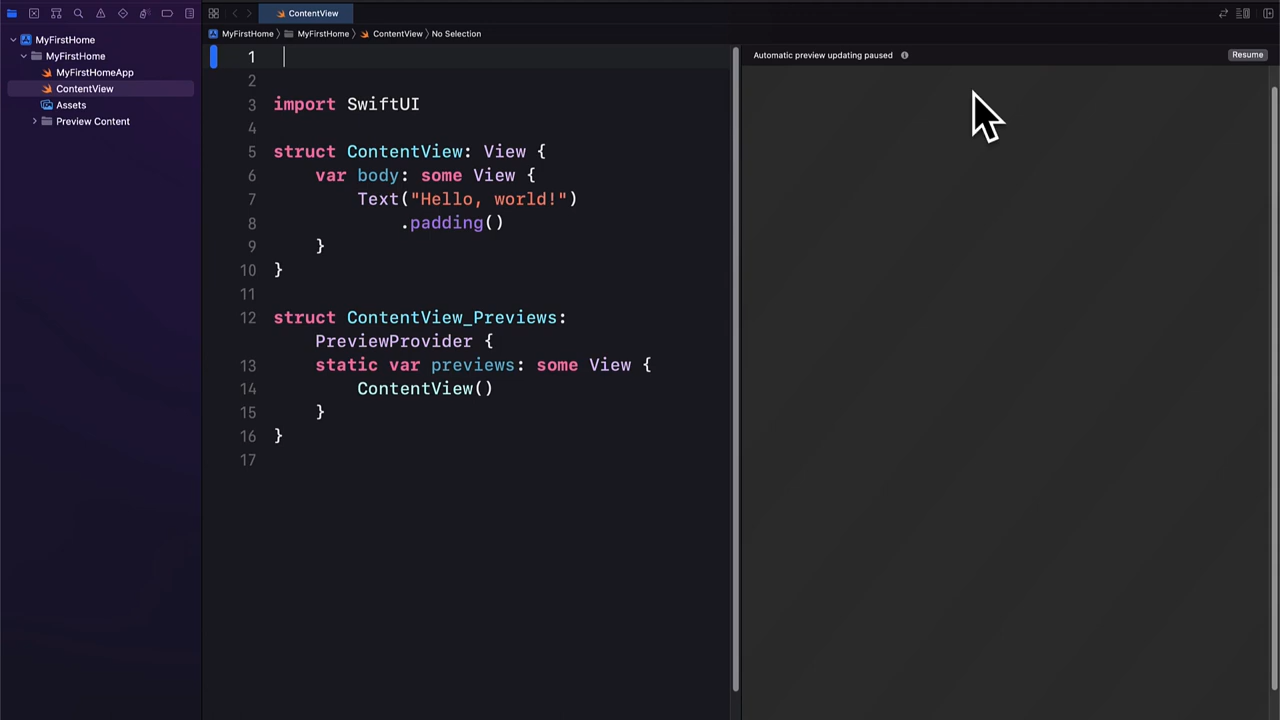 ContentView
MyFirstHome
MyFirstHome
MyFirstHomeApp
ContentView
Assets
Preview Content
MyFirstHome 〉 MyFirstHome 〉 ContentView 〉 No Selection
1
2
3 import SwiftUI
4
5 struct ContentView: View {
6 var body: some View {
7 Text("Hello, world!")
8 .padding()
9 }
10 }
11
12 struct ContentView_Previews:
PreviewProvider {
13 static var previews: some View {
14 ContentView()
15 }
16 }
17
Automatic preview updating paused
Resume